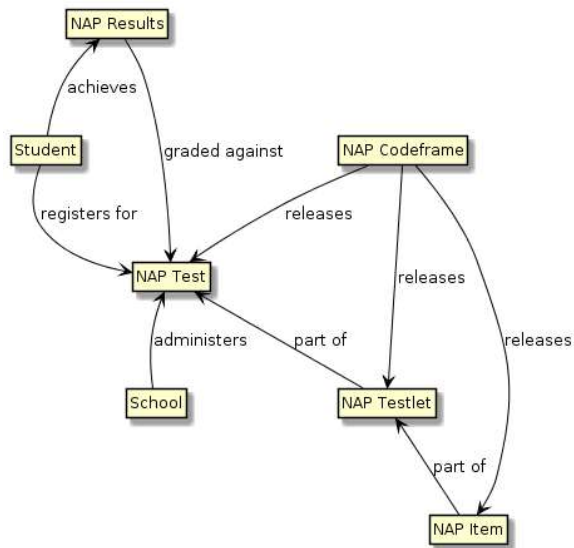 NAP Results
achieves
Student
graded against
NAP Codeframe
registers for
releases
NAP Test
releases
administers
part of
releases
School
NAP Testlet
part of
NAP Item